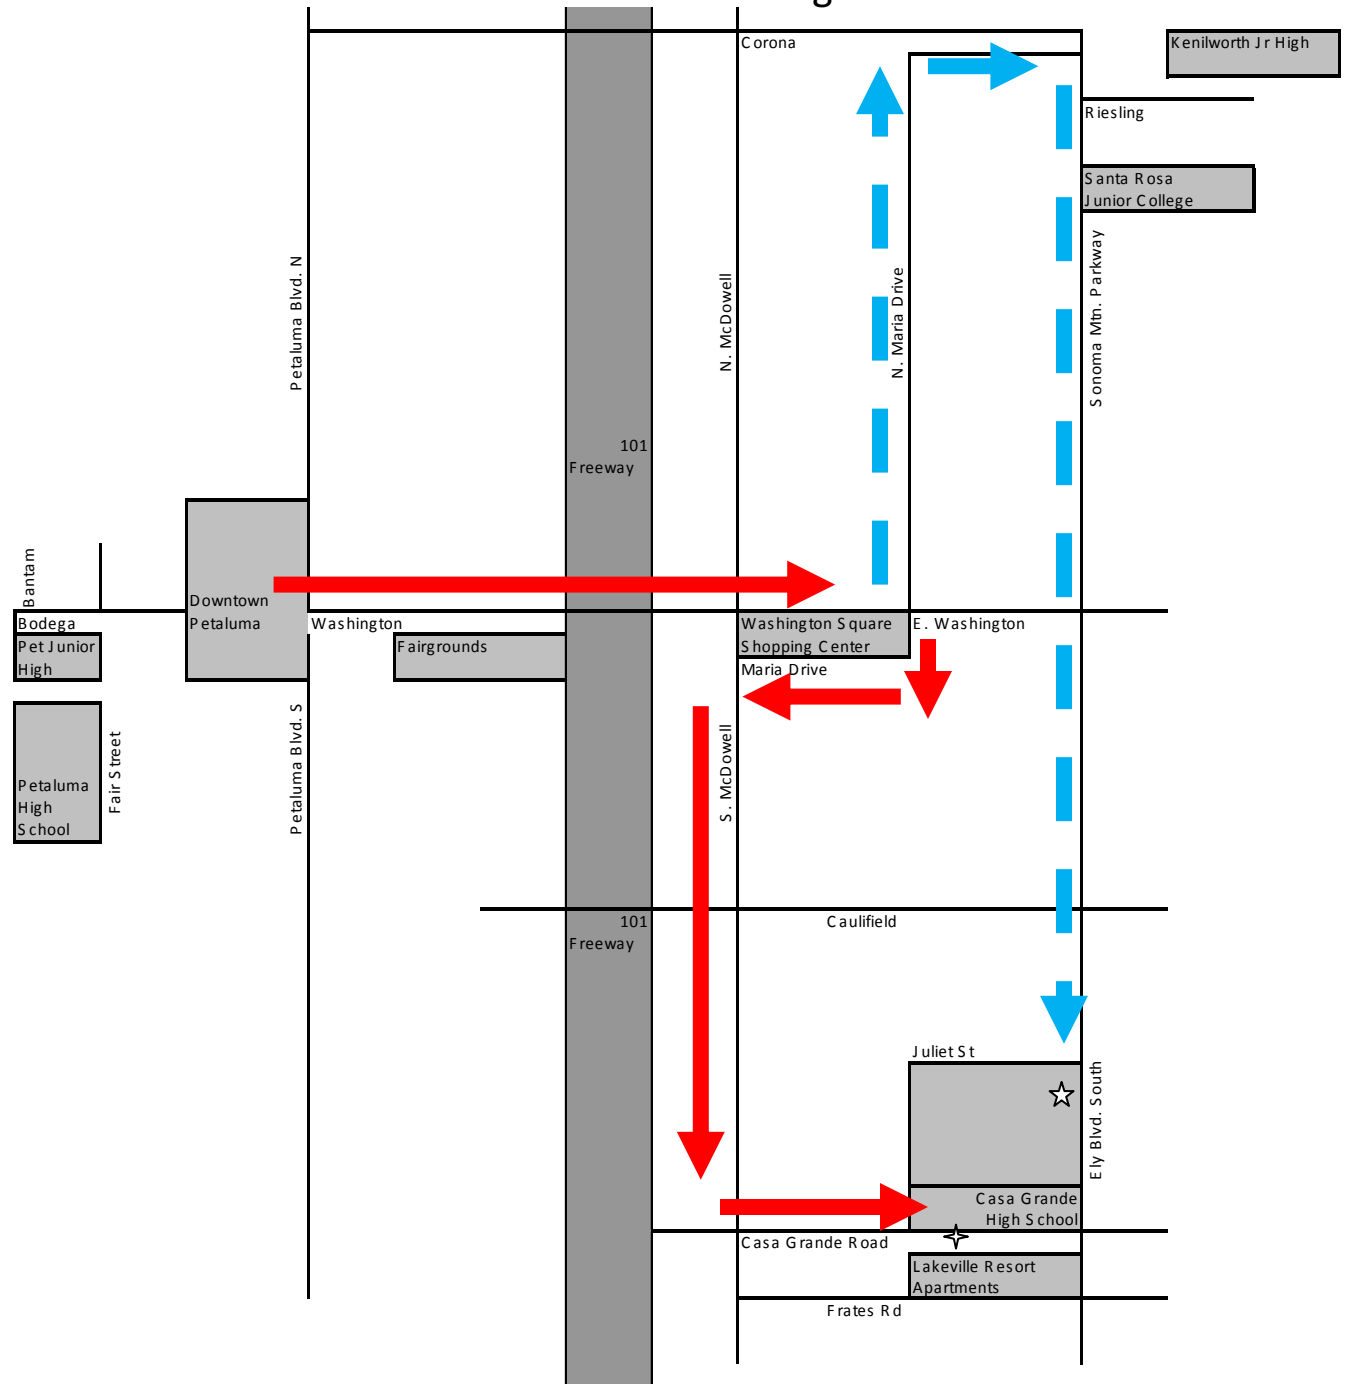 g
Corona
Kenilworth Jr High
Riesling
Santa Rosa
Junior College
Petaluma Blvd. N
N. McDowell
N. Maria Drive
Sonoma Mtn. Parkway
101
Freeway
Bantam
Downtown
Petaluma
Bodega
Washington
Washington Square
Shopping Center
E. Washington
Pet Junior
High
Fairgrounds
Maria Drive
Petaluma
High
School
Fair Street
Petaluma Blvd. S
S. McDowell
101
Freeway
Caulifield
Juliet St
Ely Blvd. South
Casa Grande
High School
Casa Grande Road
Lakeville Resort
Apartments
Frates Rd